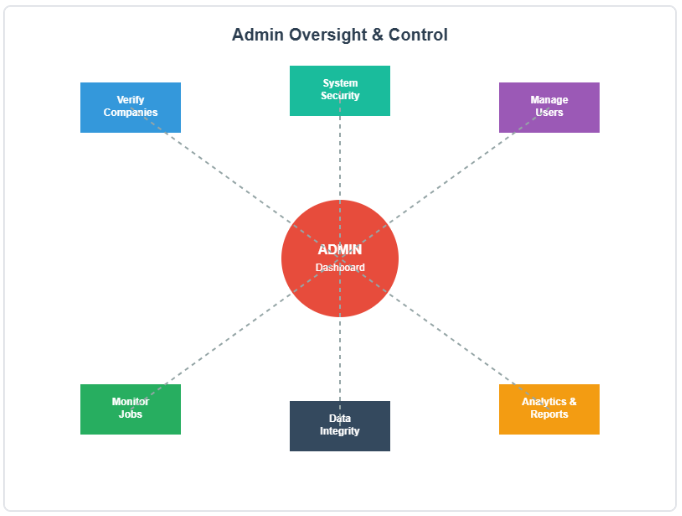 Admin Oversight & Control
System
Security
Verify
Companies
Manage
Users
ADMIN
Dashboard
Monitor
Jobs
Analytics &
Reports
Data
Integrity